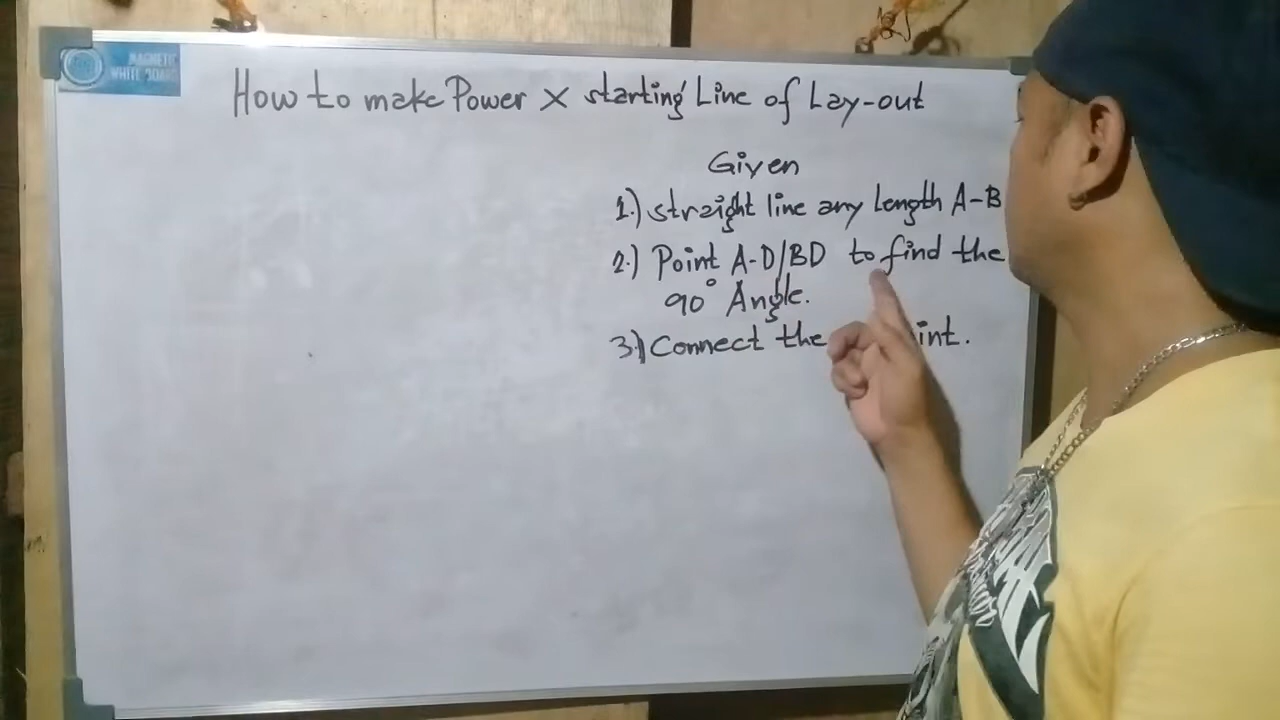 MAGNETIC
WHITE BOARD
How to make Power X starting Line of Lay-out
Given
1.) straight line any Length A-B
2.) Point A-D/BD to find the
90° Angle.
3.) Connect the int.